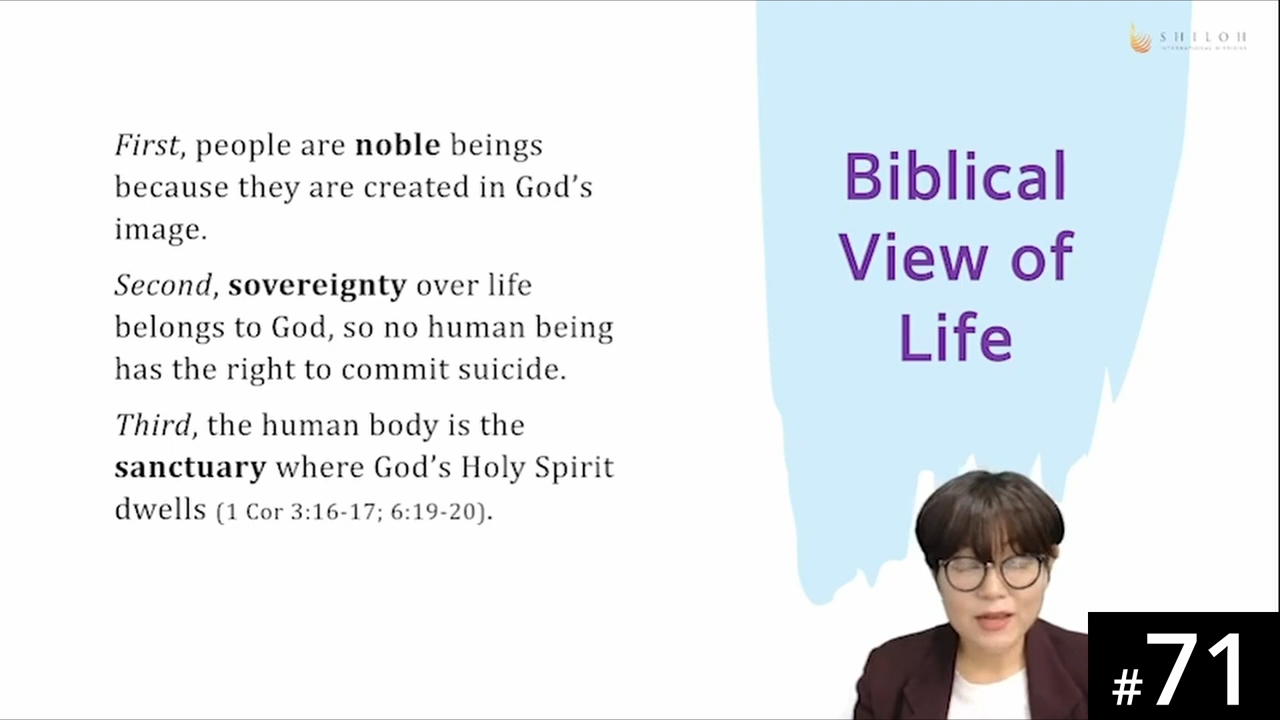 SHILOH
INTERNATIONAL MISSIONS
First, people are noble beings
because they are created in God’s
image.
Second, sovereignty over life
belongs to God, so no human being
has the right to commit suicide.
Third, the human body is the
sanctuary where God’s Holy Spirit
dwells (1 Cor 3:16-17; 6:19-20).
Biblical
View of
Life
#71